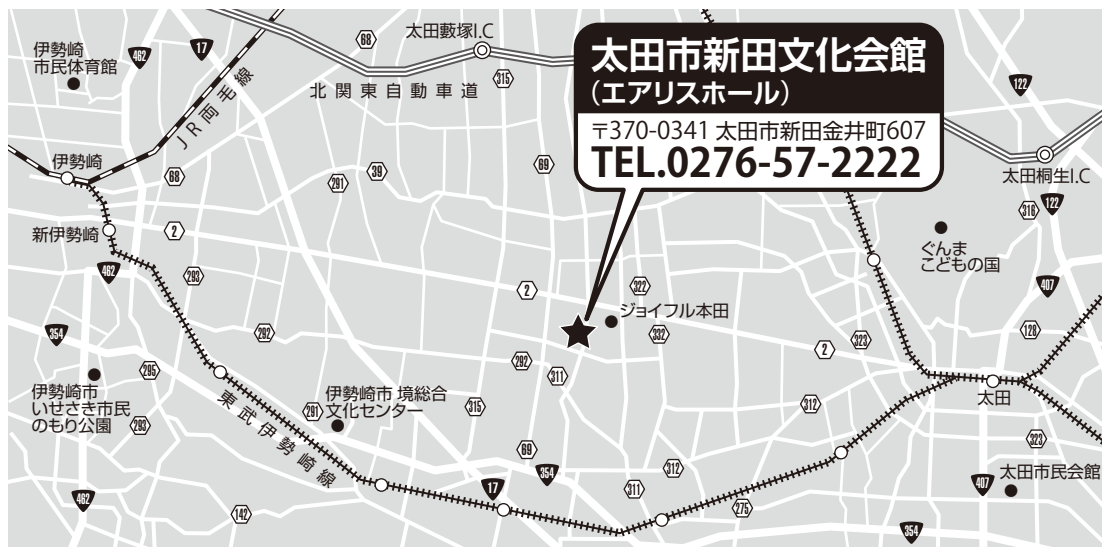 太田市新田文化会館
(エアリスホール)
〒370-0341 太田市新田金井町607
TEL.0276-57-2222
伊勢崎
市民体育館
462
17
68
太田藪塚I.C
315
北関東自動車道
JR両毛線
122
伊勢崎
68
291
39
69
太田桐生I.C
316
122
新伊勢崎
2
ぐんま
こどもの国
462
293
2
322
407
ジョイフル本田
354
292
332
323
128
2
295
292
311
伊勢崎市
いせさき市民
のもり公園
293
東武伊勢崎線
291
伊勢崎市 境総合
文化センター
315
312
太田
323
69
354
312
太田市民会館
462
142
17
311
275
407
354